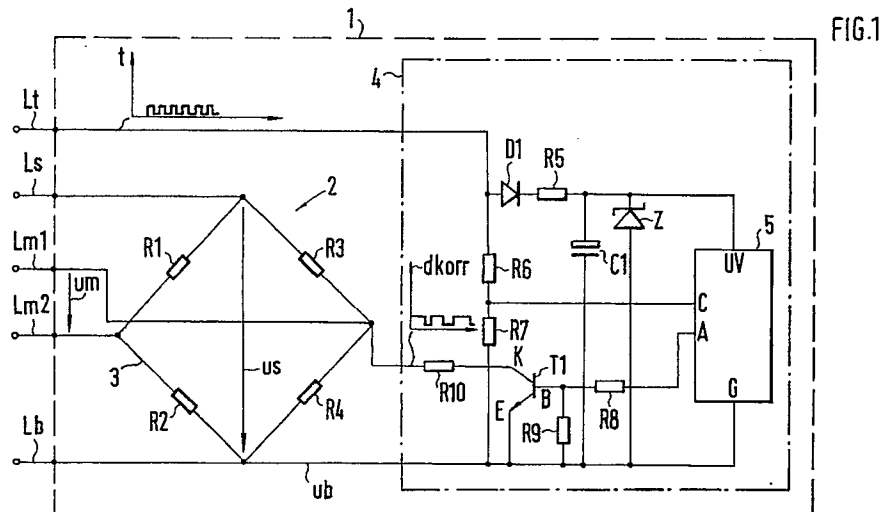 1
FIG.1
t
4
Lt
D1
R5
Ls
2
R1
R3
dkorr
R6
C1
Z
5
UV
Lm1
um
Lm2
C
R7
A
3
us
K
T1
R10
B
R8
G
R2
R4
E
R9
Lb
ub